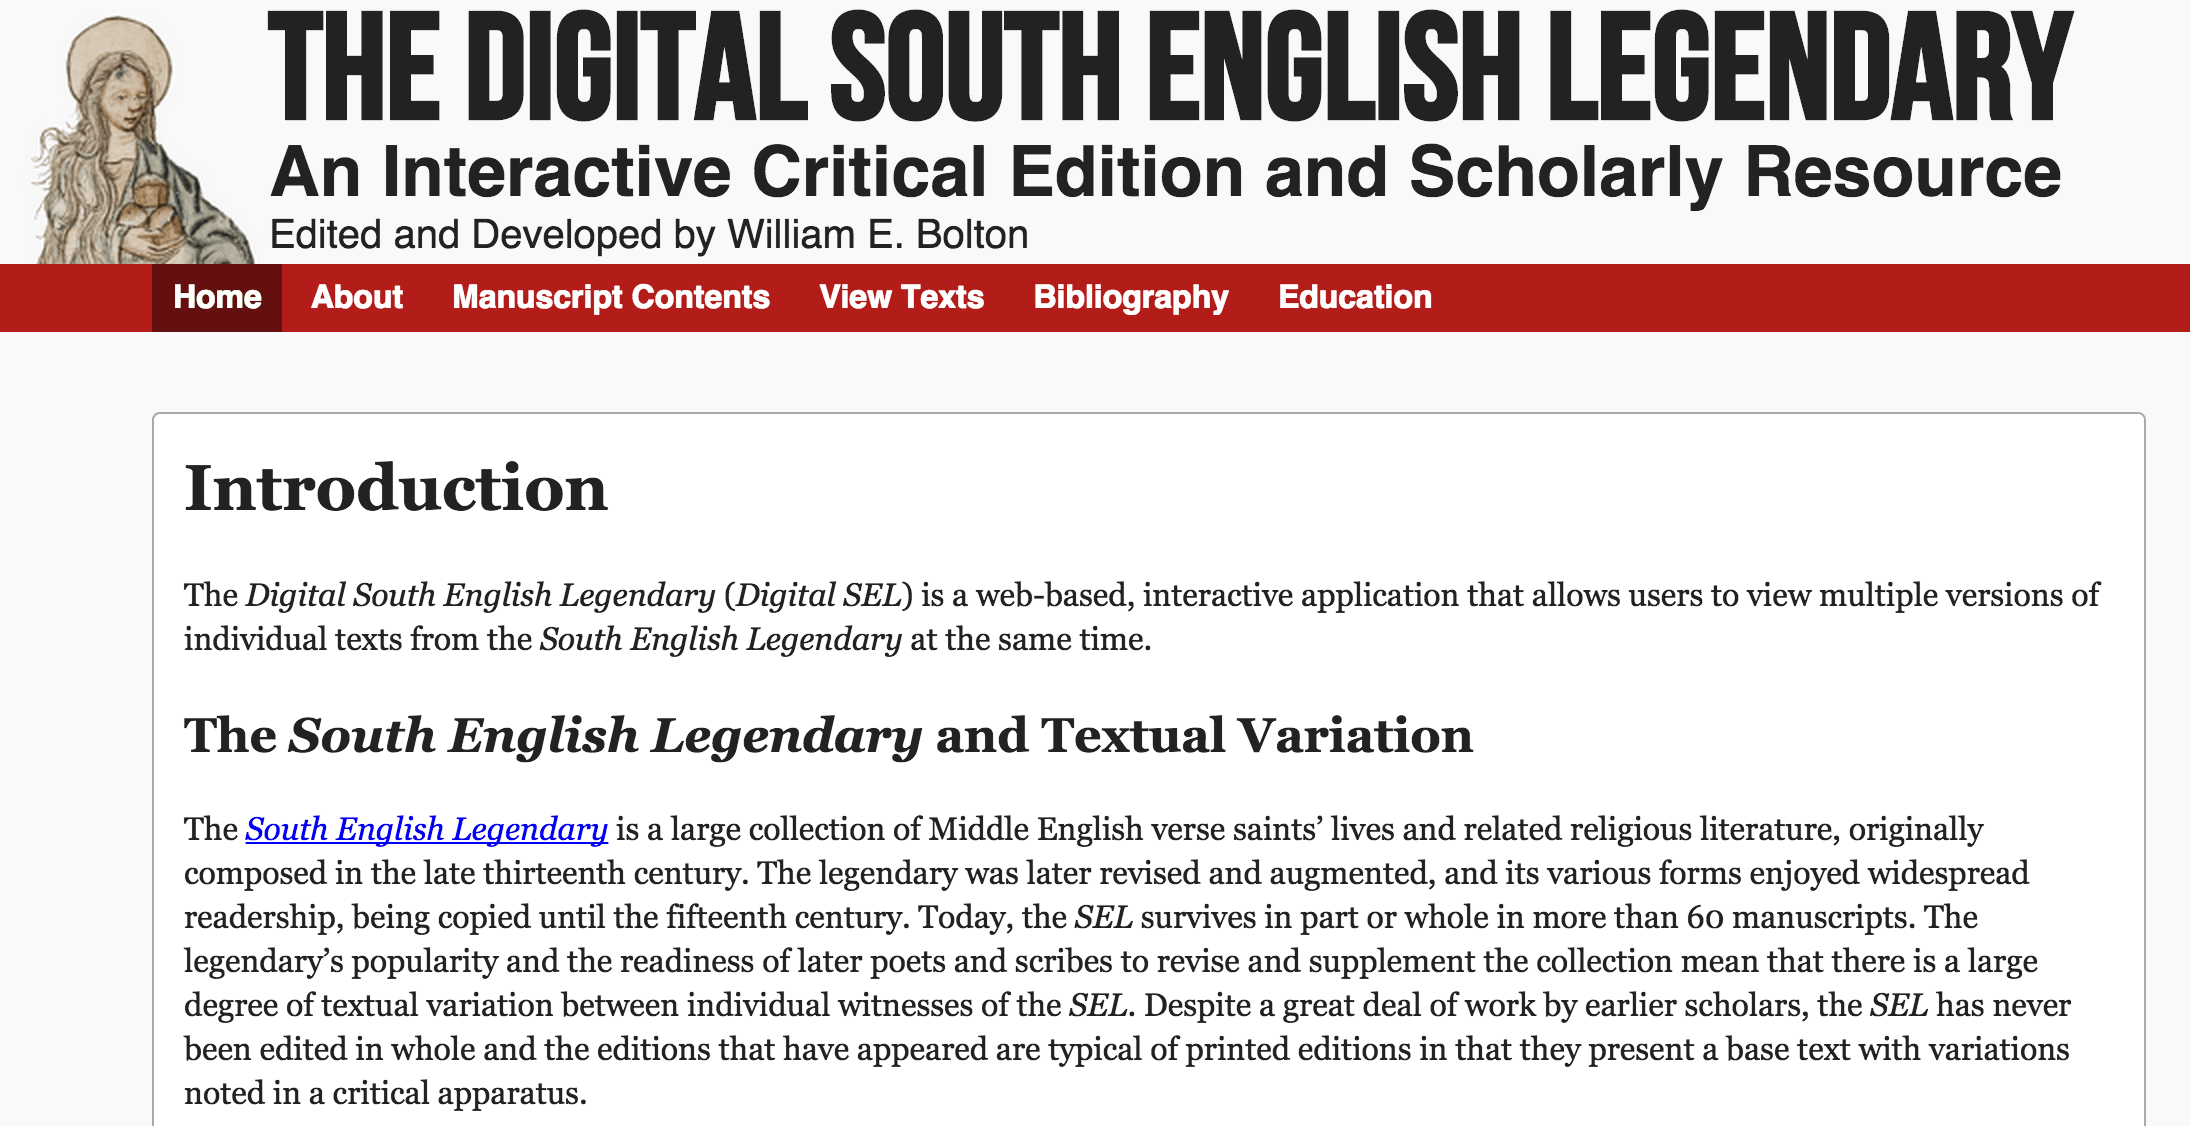 THE DIGITAL SOUTH ENGLISH LEGENDARY
An Interactive Critical Edition and Scholarly Resource
Edited and Developed by William E. Bolton
Home About Manuscript Contents View Texts Bibliography Education
Introduction
The Digital South English Legendary (Digital SEL) is a web-based, interactive application that allows users to view multiple versions of
individual texts from the South English Legendary at the same time.
The South English Legendary and Textual Variation
The South English Legendary is a large collection of Middle English verse saints’ lives and related religious literature, originally
composed in the late thirteenth century. The legendary was later revised and augmented, and its various forms enjoyed widespread
readership, being copied until the fifteenth century. Today, the SEL survives in part or whole in more than 60 manuscripts. The
legendary’s popularity and the readiness of later poets and scribes to revise and supplement the collection mean that there is a large
degree of textual variation between individual witnesses of the SEL. Despite a great deal of work by earlier scholars, the SEL has never
been edited in whole and the editions that have appeared are typical of printed editions in that they present a base text with variations
noted in a critical apparatus.